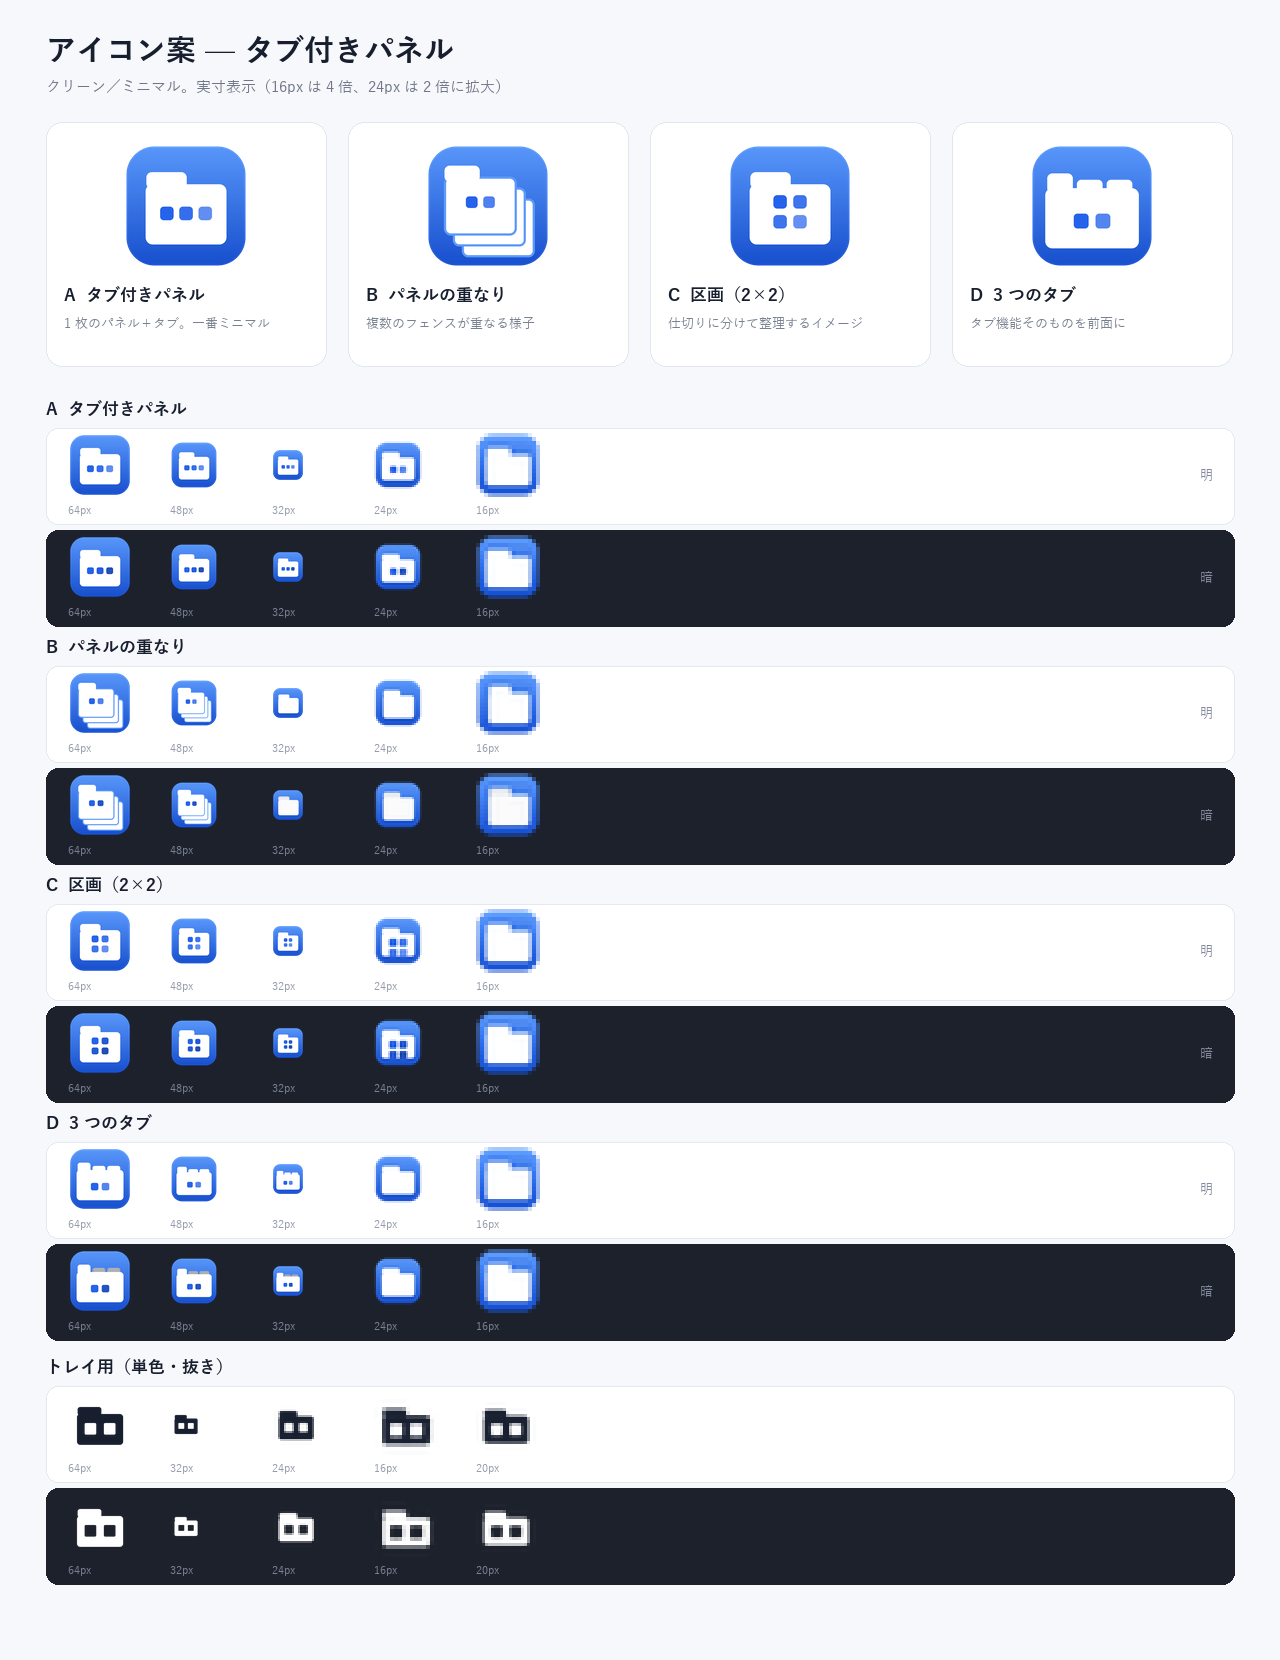 アイコン案 — タブ付きパネル
クリーン／ミニマル。実寸表示（16px は 4 倍、24px は 2 倍に拡大）
A タブ付きパネル
1 枚のパネル+タブ。一番ミニマル
B パネルの重なり
複数のフェンスが重なる様子
C 区画（2×2）
仕切りに分けて整理するイメージ
D 3 つのタブ
タブ機能そのものを前面に
A タブ付きパネル
64px 48px 32px 24px 16px
明
64px 48px 32px 24px 16px
暗
B パネルの重なり
64px 48px 32px 24px 16px
明
64px 48px 32px 24px 16px
暗
C 区画（2×2）
64px 48px 32px 24px 16px
明
64px 48px 32px 24px 16px
暗
D 3 つのタブ
64px 48px 32px 24px 16px
明
64px 48px 32px 24px 16px
暗
トレイ用（単色・抜き）
64px 32px 24px 16px 20px
64px 32px 24px 16px 20px